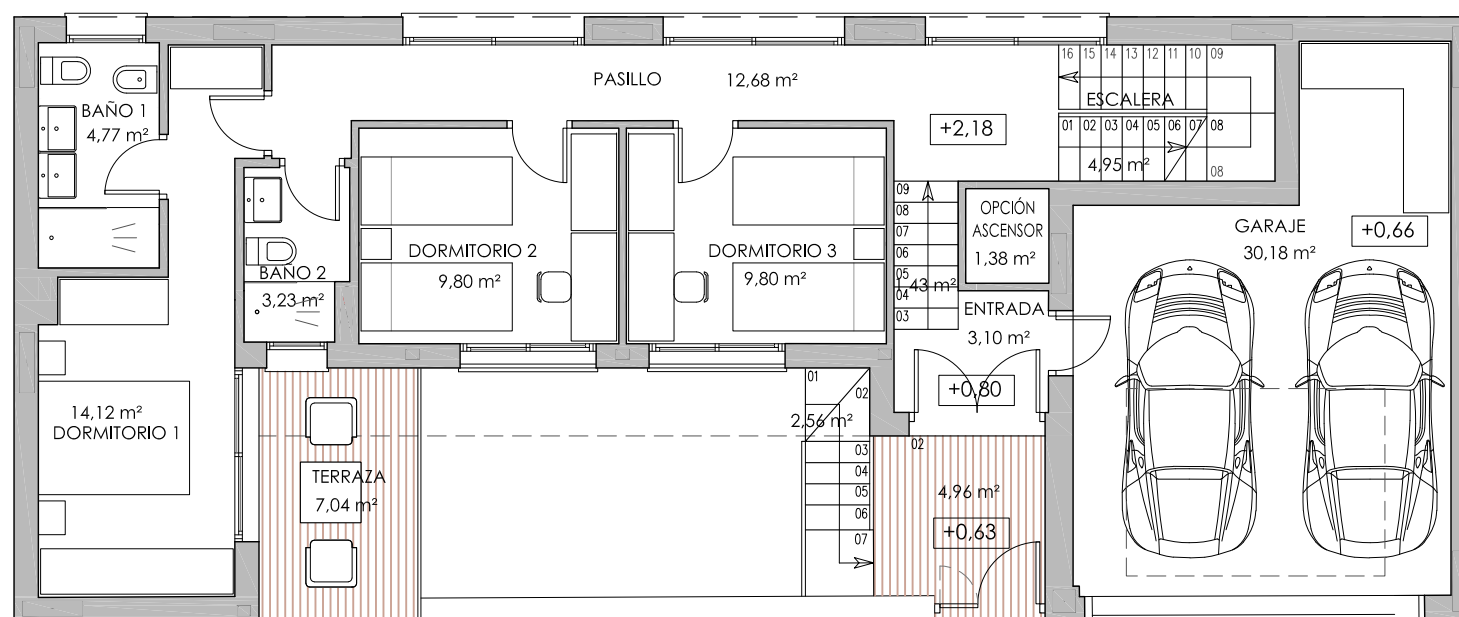 PASILLO 12,68 m²
16 15 14 13 12 11 10 09
ESCALERA
01 02 03 04 05 06 07 08
4,95 m²
08
+2,18
BAÑO 1
4,77 m²
09
08
07
06
05
04
03
OPCIÓN
ASCENSOR
1,38 m²
GARAJE
30,18 m²
+0,66
DORMITORIO 2
9,80 m²
DORMITORIO 3
9,80 m²
BAÑO 2
3,23 m²
ENTRADA
3,10 m²
+0,80
14,12 m²
DORMITORIO 1
01
02
2,56 m²
03
04
05
06
07
02
TERRAZA
7,04 m²
4,96 m²
+0,63